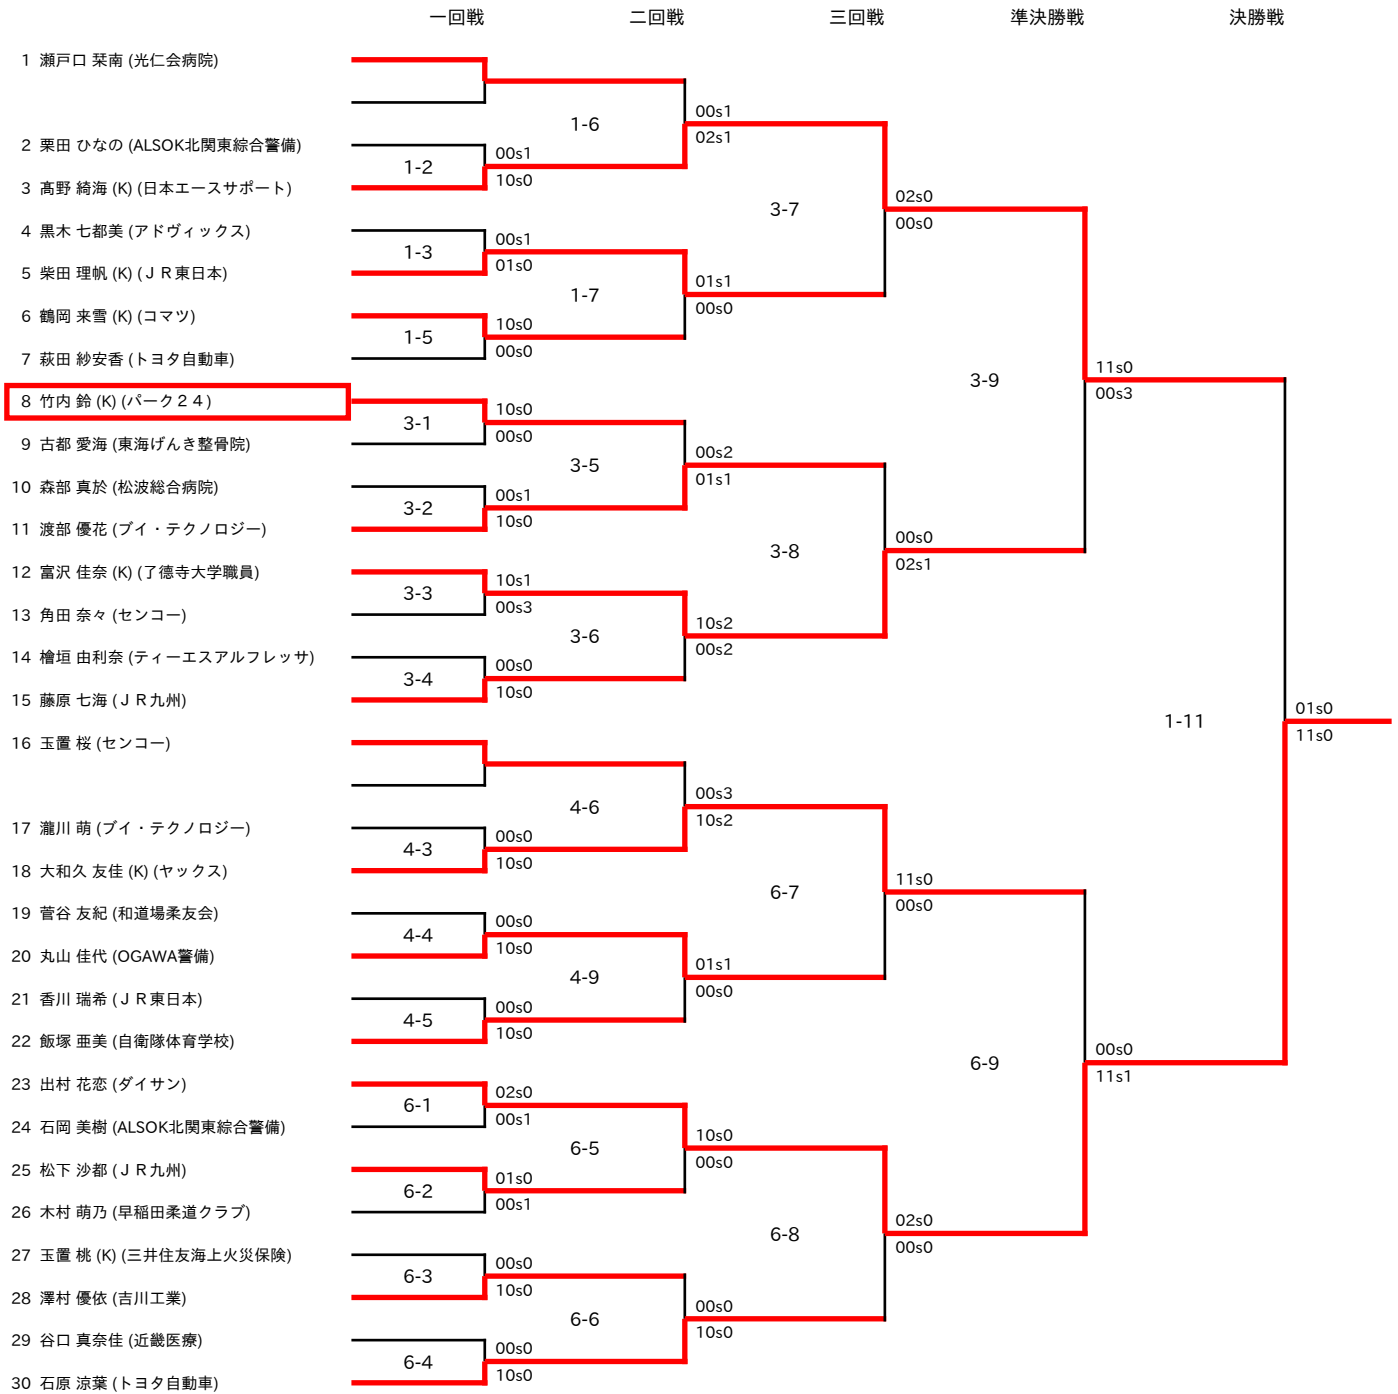 一回戦 二回戦 三回戦 準決勝戦 決勝戦
1 瀬戸口 栞南 (光仁会病院)
00s1
1-6
02s1
2 栗田 ひなの (ALSOK北関東綜合警備)
00s1
1-2
3 髙野 綺海 (K) (日本エースサポート)
10s0
02s0
3-7
00s0
4 黒木 七都美 (アドヴィックス)
00s1
1-3
5 柴田 理帆 (K) (ＪＲ東日本)
01s0
01s1
1-7
00s0
6 鶴岡 来雪 (K) (コマツ)
10s0
1-5
7 萩田 紗安香 (トヨタ自動車)
00s0
11s0
3-9
00s3
8 竹内 鈴 (K) (パーク２４)
10s0
3-1
9 古都 愛海 (東海げんき整骨院)
00s0
00s2
3-5
01s1
10 森部 真於 (松波総合病院)
00s1
3-2
11 渡部 優花 (ブイ・テクノロジー)
10s0
00s0
3-8
02s1
12 富沢 佳奈 (K) (了德寺大学職員)
10s1
3-3
13 角田 奈々 (センコー)
00s3
10s2
3-6
00s2
14 檜垣 由利奈 (ティーエスアルフレッサ)
00s0
3-4
15 藤原 七海 (ＪＲ九州)
10s0
01s0
1-11
11s0
16 玉置 桜 (センコー)
00s3
4-6
10s2
17 瀧川 萌 (ブイ・テクノロジー)
00s0
4-3
18 大和久 友佳 (K) (ヤックス)
10s0
11s0
6-7
00s0
19 菅谷 友紀 (和道場柔友会)
00s0
4-4
20 丸山 佳代 (OGAWA警備)
10s0
01s1
4-9
00s0
21 香川 瑞希 (ＪＲ東日本)
00s0
4-5
22 飯塚 亜美 (自衛隊体育学校)
10s0
00s0
6-9
11s1
23 出村 花恋 (ダイサン)
02s0
6-1
24 石岡 美樹 (ALSOK北関東綜合警備)
00s1
10s0
6-5
00s0
25 松下 沙都 (ＪＲ九州)
01s0
6-2
26 木村 萌乃 (早稲田柔道クラブ)
00s1
02s0
6-8
00s0
27 玉置 桃 (K) (三井住友海上火災保険)
00s0
6-3
28 澤村 優依 (吉川工業)
10s0
00s0
6-6
10s0
29 谷口 真奈佳 (近畿医療)
00s0
6-4
30 石原 涼葉 (トヨタ自動車)
10s0